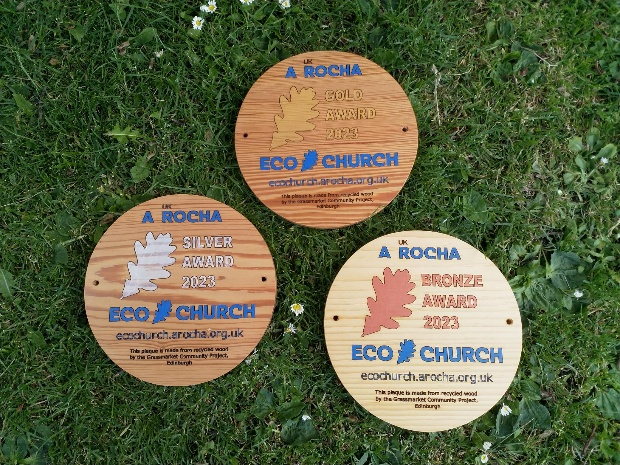 UK
A ROCHA
GOLD
AWARD
2023
ECO CHURCH
ecochurch.arocha.org.uk
This plaque is made from recycled wood
by the Grassmarket Community Project,
Edinburgh
UK
A ROCHA
SILVER
AWARD
2023
ECO CHURCH
ecochurch.arocha.org.uk
This plaque is made from recycled wood
by the Grassmarket Community Project,
Edinburgh
UK
A ROCHA
BRONZE
AWARD
2023
ECO CHURCH
ecochurch.arocha.org.uk
This plaque is made from recycled wood
by the Grassmarket Community Project,
Edinburgh